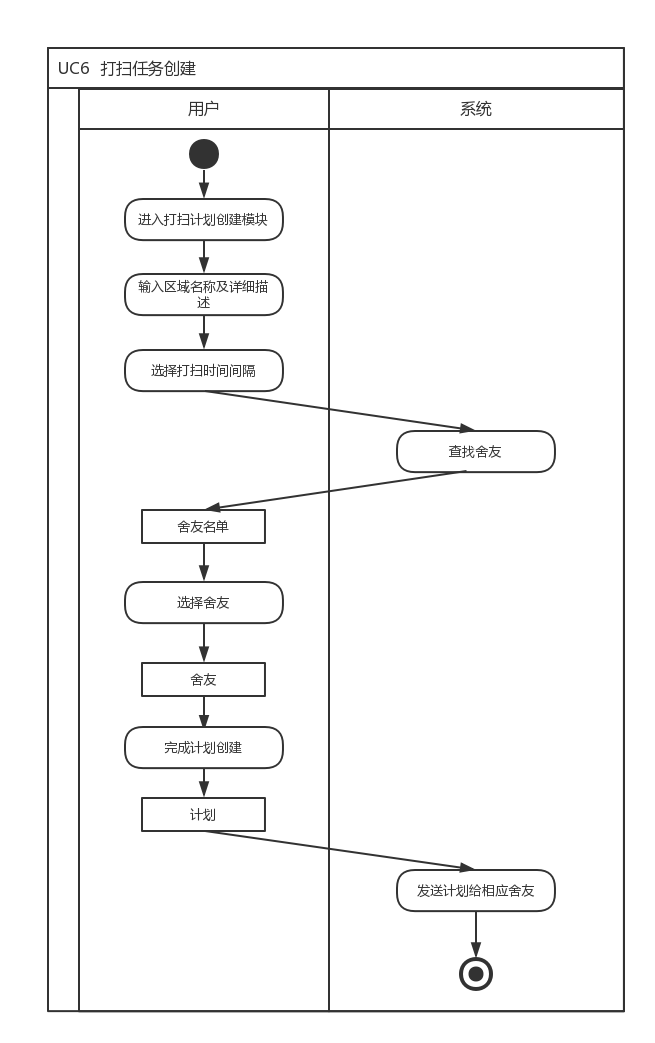 UC6 打扫任务创建
用户
系统
进入打扫计划创建模块
输入区域名称及详细描
述
选择打扫时间间隔
查找舍友
舍友名单
选择舍友
舍友
完成计划创建
计划
发送计划给相应舍友